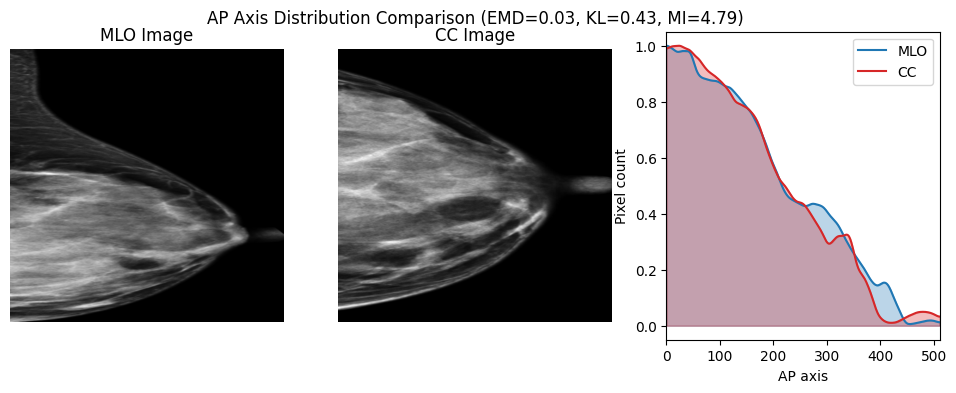 AP Axis Distribution Comparison (EMD=0.03, KL=0.43, MI=4.79)
MLO Image
CC Image
MLO
CC
Pixel count
1.0
0.8
0.6
0.4
0.2
0.0
0 100 200 300 400 500
AP axis